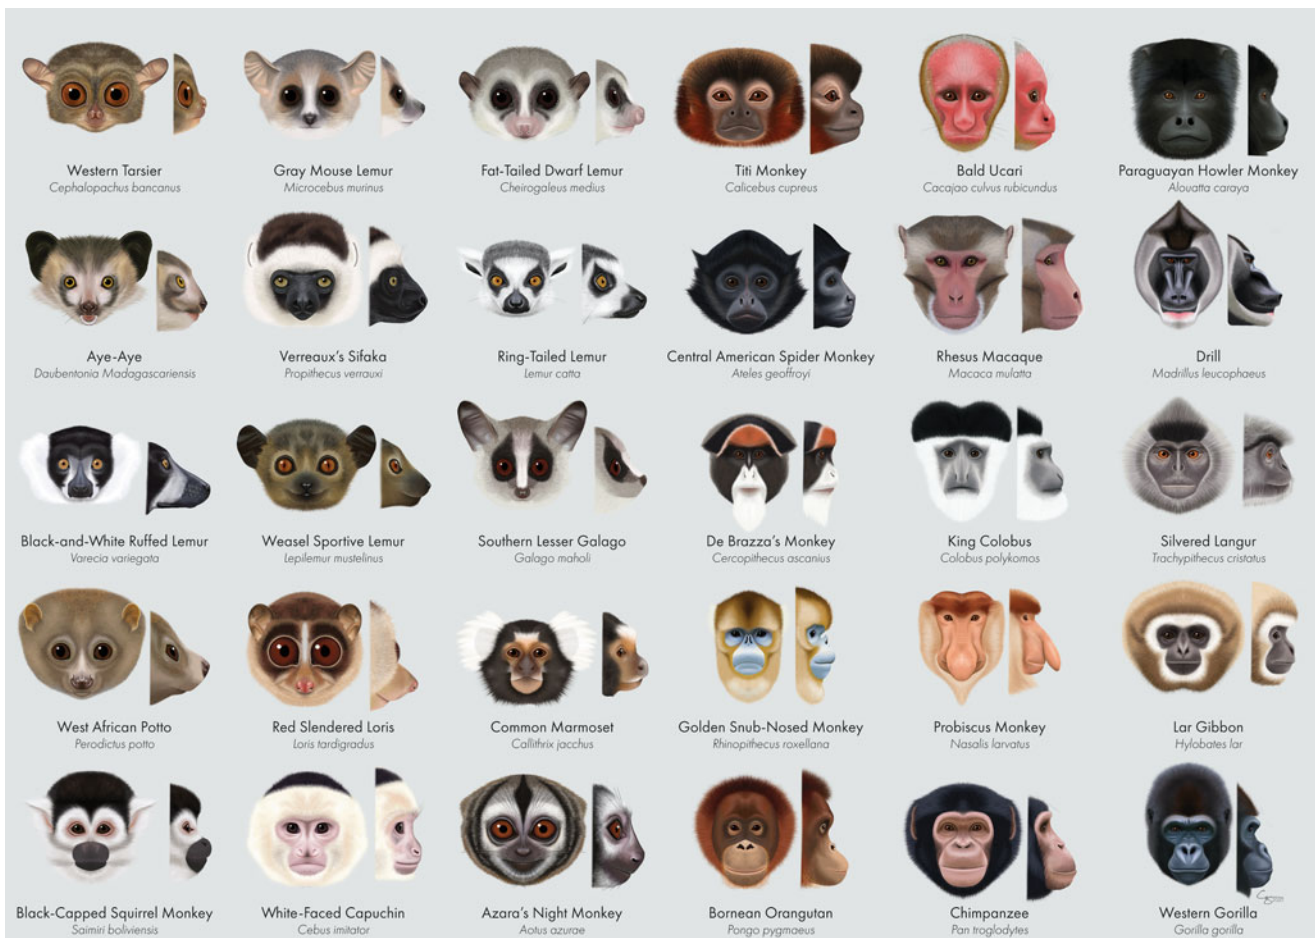 Western Tarsier
Cephalopachus bancanus
Gray Mouse Lemur
Microcebus murinus
Fat-Tailed Dwarf Lemur
Cheirogaleus medius
Titi Monkey
Calicebus cupreus
Bald Ucari
Cacajao culvus rubicundus
Paraguayan Howler Monkey
Alouatta caraya
Aye-Aye
Daubentonia Madagascariensis
Verreaux's Sifaka
Propithecus verrauxi
Ring-Tailed Lemur
Lemur catta
Central American Spider Monkey
Ateles geoffroyi
Rhesus Macaque
Macaca mulatta
Drill
Madrillus leucophaeus
Black-and-White Ruffed Lemur
Varecia variegata
Weasel Sportive Lemur
Lepilemur mustelinus
Southern Lesser Galago
Galago maholi
De Brazza's Monkey
Cercopithecus ascanius
King Colobus
Colobus polykomos
Silvered Langur
Trachypithecus cristatus
West African Potto
Perodictus potto
Red Slendered Loris
Loris tardigradus
Common Marmoset
Callithrix jacchus
Golden Snub-Nosed Monkey
Rhinopithecus roxellana
Probiscus Monkey
Nasalis larvatus
Lar Gibbon
Hylobates lar
Black-Capped Squirrel Monkey
Saimiri boliviensis
White-Faced Capuchin
Cebus imitator
Azara's Night Monkey
Aotus azurae
Bornean Orangutan
Pongo pygmaeus
Chimpanzee
Pan troglodytes
Western Gorilla
Gorilla gorilla